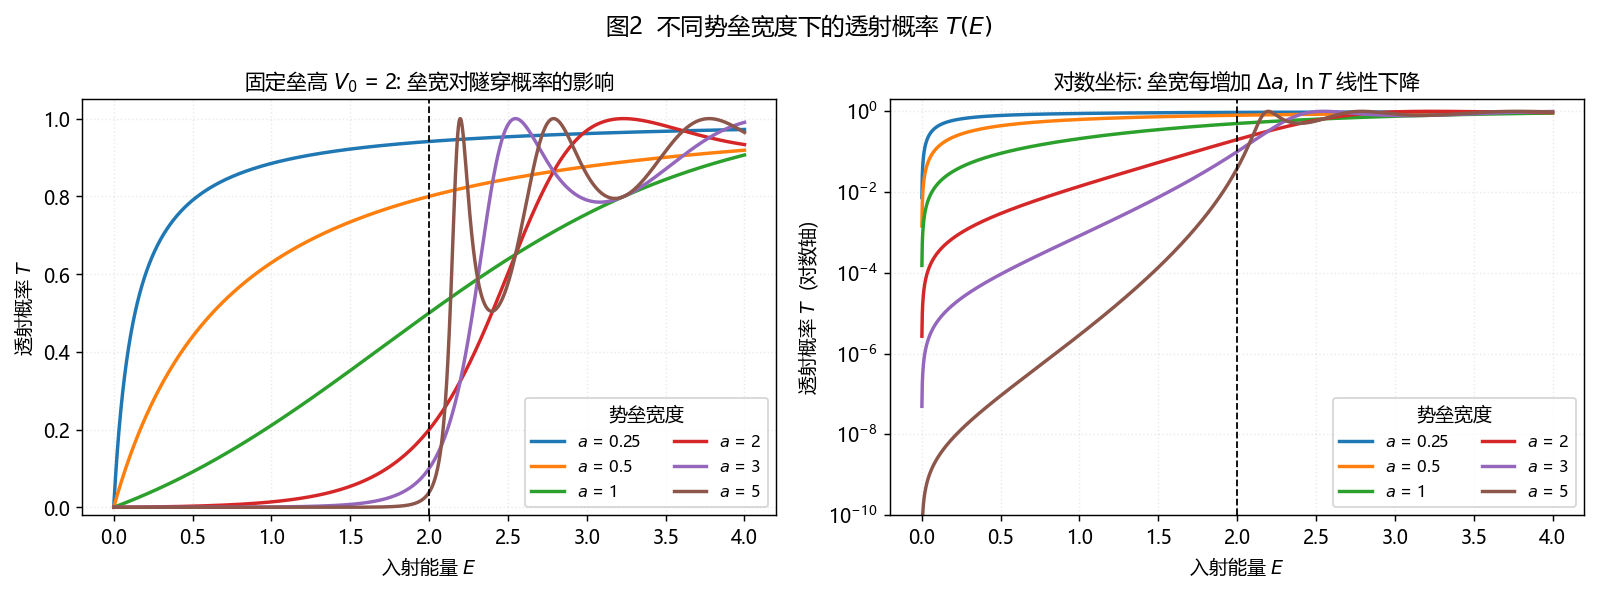 图2 不同势垒宽度下的透射概率 T(E)
固定垒高 V₀ = 2: 垒宽对隧穿概率的影响
透射概率 T
1.0
0.8
0.6
0.4
0.2
0.0
0.0 0.5 1.0 1.5 2.0 2.5 3.0 3.5 4.0
入射能量 E
势垒宽度
a = 0.25 a = 2
a = 0.5 a = 3
a = 1 a = 5
对数坐标: 垒宽每增加 Δa, ln T 线性下降
透射概率 T (对数轴)
10⁰
10⁻²
10⁻⁴
10⁻⁶
10⁻⁸
10⁻¹⁰
0.0 0.5 1.0 1.5 2.0 2.5 3.0 3.5 4.0
入射能量 E
势垒宽度
a = 0.25 a = 2
a = 0.5 a = 3
a = 1 a = 5